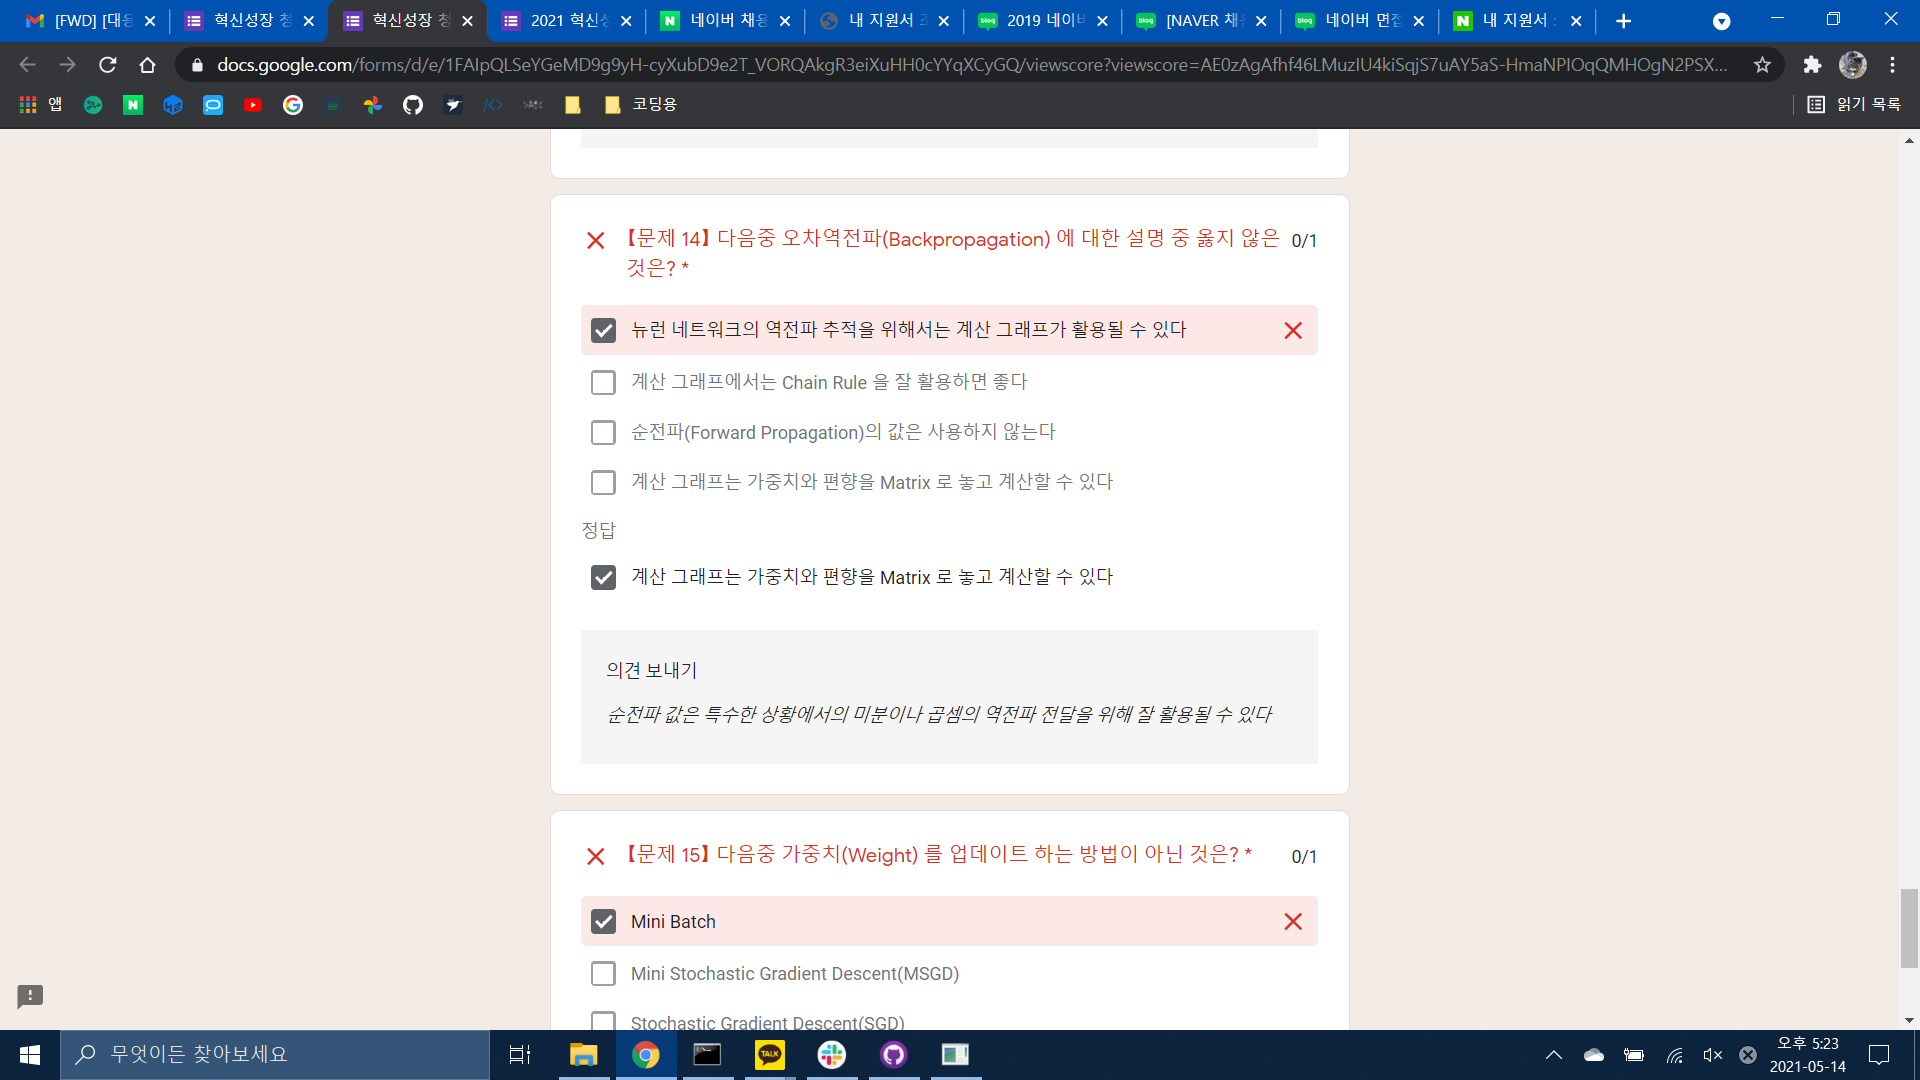 [FWD] [대응
혁신성장 청
혁신성장 청
2021 혁신성
네이버 채용
내 지원서 조
2019 네이버
[NAVER 채용
네이버 면접
내 지원서 :
docs.google.com/forms/d/e/1FAIpQLSeYGeMD9g9yH-cyXubD9e2T_VORQAkgR3eiXuHH0cYYqXCyGQ/viewscore?viewscore=AE0zAgAfhf46LMuzIU4kiSqjS7uAY5aS-HmaNPIOqQMHOgN2PSX...
앱
코딩용
읽기 목록
【문제 14】 다음중 오차역전파(Backpropagation) 에 대한 설명 중 옳지 않은 0/1
것은? *
뉴런 네트워크의 역전파 추적을 위해서는 계산 그래프가 활용될 수 있다
계산 그래프에서는 Chain Rule 을 잘 활용하면 좋다
순전파(Forward Propagation)의 값은 사용하지 않는다
계산 그래프는 가중치와 편향을 Matrix 로 놓고 계산할 수 있다
정답
계산 그래프는 가중치와 편향을 Matrix 로 놓고 계산할 수 있다
의견 보내기
순전파 값은 특수한 상황에서의 미분이나 곱셈의 역전파 전달을 위해 잘 활용될 수 있다
【문제 15】 다음중 가중치(Weight) 를 업데이트 하는 방법이 아닌 것은? * 0/1
Mini Batch
Mini Stochastic Gradient Descent(MSGD)
Stochastic Gradient Descent(SGD)
무엇이든 찾아보세요
TALK
오후 5:23
2021-05-14